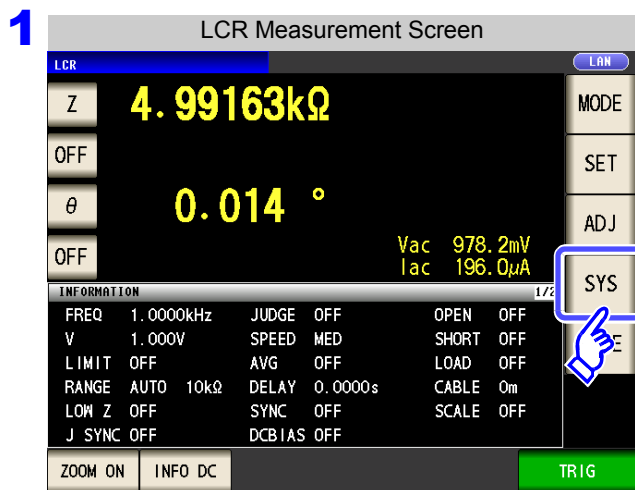 1
LCR Measurement Screen
LCR
LAN
Z 4.99163kΩ
MODE
OFF
SET
θ 0.014 °
ADJ
OFF
Vac 978.2mV
Iac 196.0μA
SYS
INFORMATION
FREQ 1.0000kHz JUDGE OFF OPEN OFF
V 1.000V SPEED MED SHORT OFF
LIMIT OFF AVG OFF LOAD OFF
RANGE AUTO 10kΩ DELAY 0.0000s CABLE 0m
LOW Z OFF SYNC OFF SCALE OFF
J SYNC OFF DCBIAS OFF
ZOOM ON INFO DC TRIG